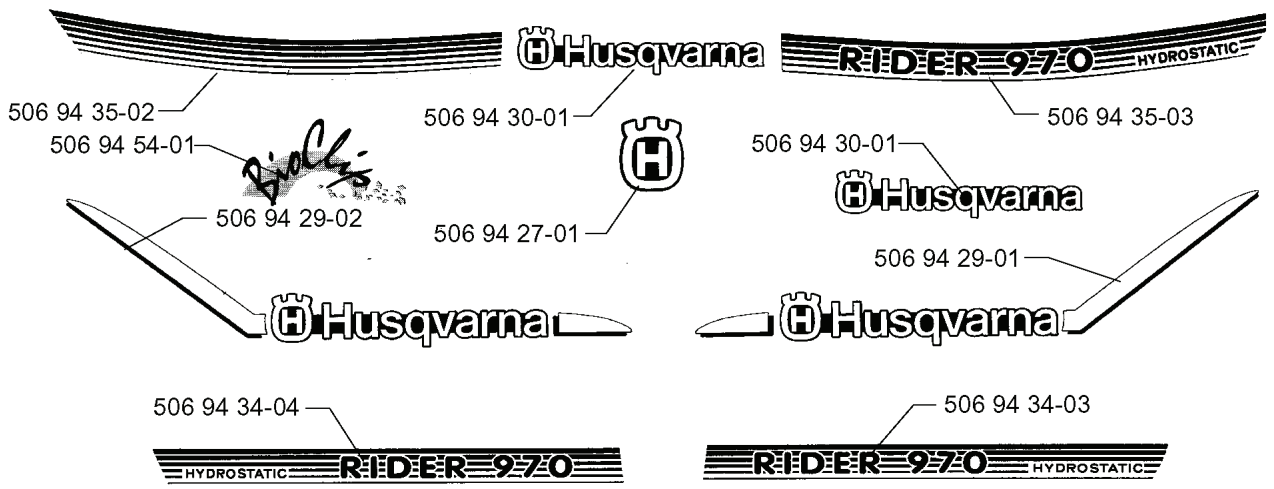 Husqvarna
RIDER 970 HYDROSTATIC
506 94 35-02
506 94 30-01
506 94 35-03
506 94 54-01
BioClip
H
506 94 30-01
Husqvarna
506 94 29-02
506 94 27-01
506 94 29-01
Husqvarna
Husqvarna
506 94 34-04
506 94 34-03
HYDROSTATIC RIDER 970
RIDER 970 HYDROSTATIC